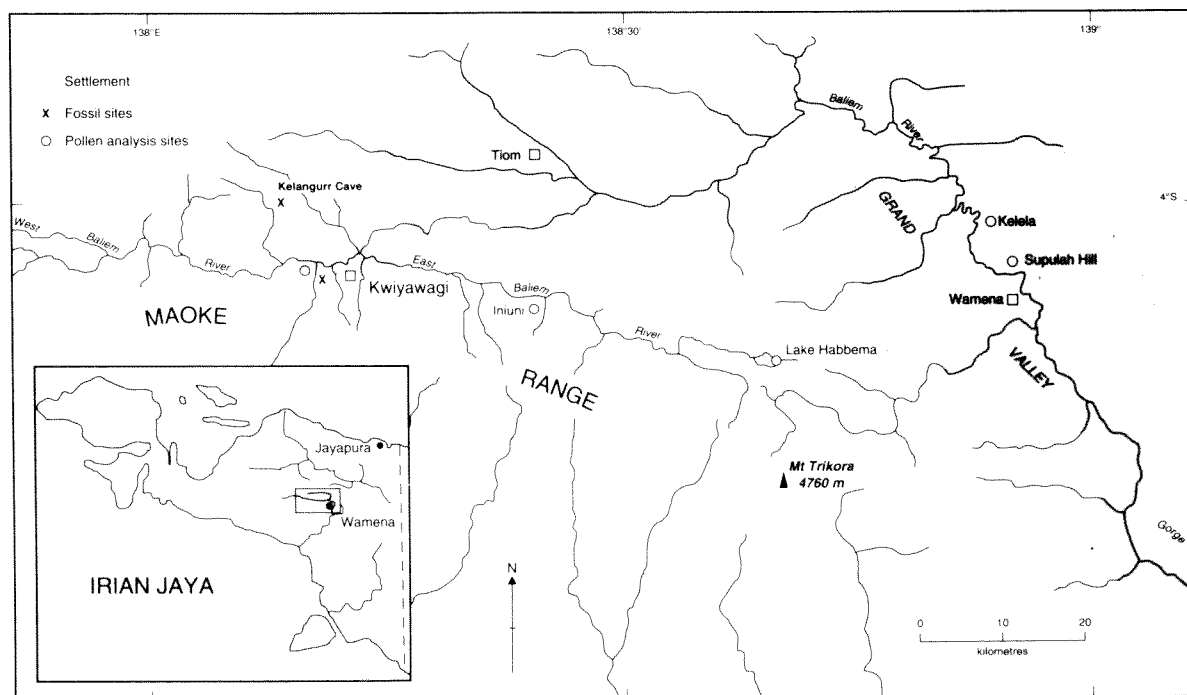 138°E
138°30
139°
Settlement
x Fossil sites
Pollen analysis sites
Baliem
River
Tiom
Kelangurr Cave
4°S
GRAND
Kelela
West
Baliem
River
East
Supulah Hill
Kwiyawagi
Baliem
Wamena
MAOKE
Iniuni
River
Lake Habbema
VALLEY
RANGE
Jayapura
Mt Trikora
4760 m
Wamena
Gorge
N
IRIAN JAYA
0 10 20
kilometres